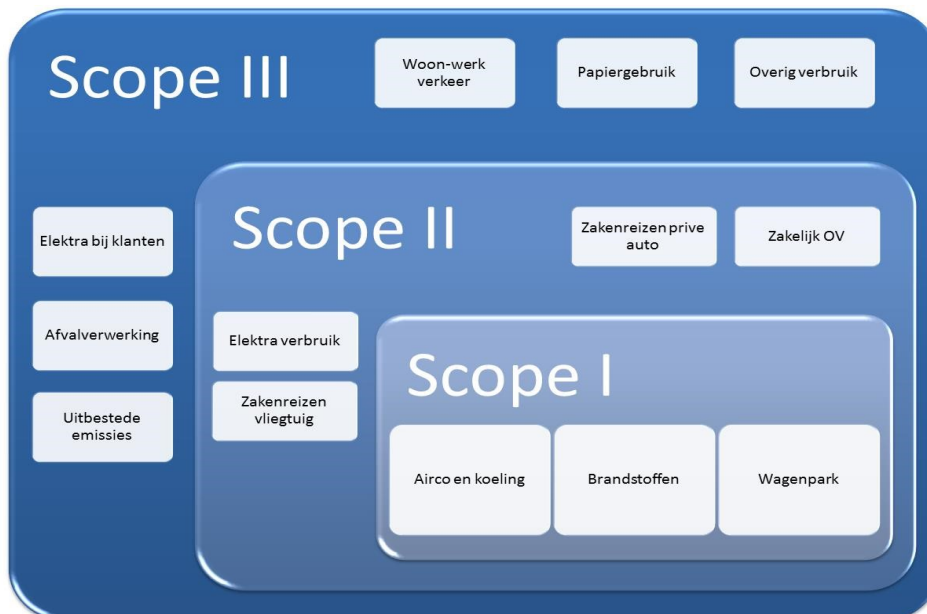 Scope III
Woon-werk
verkeer
Papiergebruik
Overig verbruik
Elektra bij klanten
Afvalverwerking
Uitbestede
emissies
Scope II
Zakenreizen prive
auto
Zakelijk OV
Elektra verbruik
Zakenreizen
vliegtuig
Scope I
Airco en koeling
Brandstoffen
Wagenpark